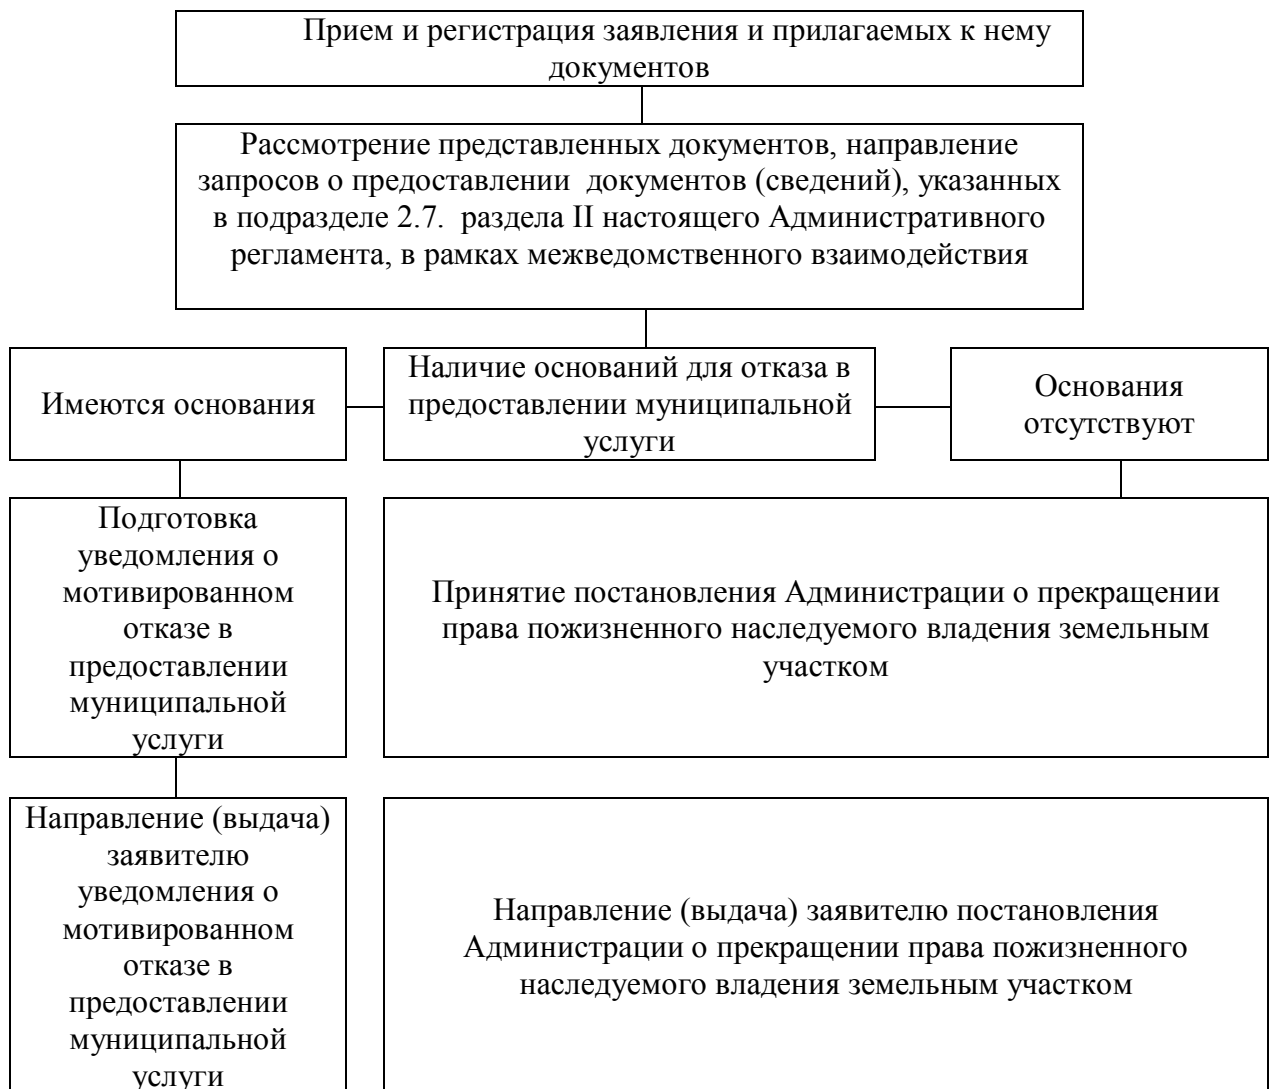 Прием и регистрация заявления и прилагаемых к нему
документов
Рассмотрение представленных документов, направление
запросов о предоставлении документов (сведений), указанных
в подразделе 2.7. раздела II настоящего Административного
регламента, в рамках межведомственного взаимодействия
Имеются основания
Наличие оснований для отказа в
предоставлении муниципальной
услуги
Основания
отсутствуют
Подготовка
уведомления о
мотивированном
отказе в
предоставлении
муниципальной
услуги
Принятие постановления Администрации о прекращении
права пожизненного наследуемого владения земельным
участком
Направление (выдача)
заявителю
уведомления о
мотивированном
отказе в
предоставлении
муниципальной
услуги
Направление (выдача) заявителю постановления
Администрации о прекращении права пожизненного
наследуемого владения земельным участком